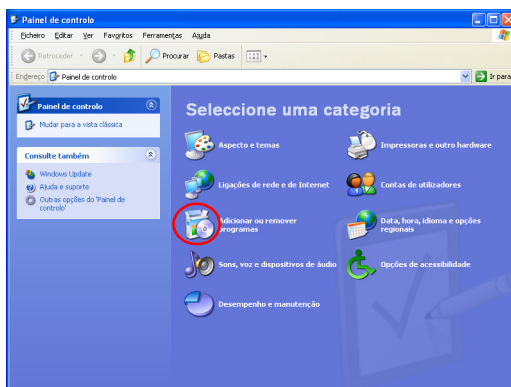 Painel de controlo
Ficheiro Editar Ver Favoritos Ferramentas Ajuda
Retroceder Procurar Pastas
Endereço Painel de controlo Ir para
Painel de controlo
Mudar para a vista clássica
Consulte também
Windows Update
Ajuda e suporte
Outras opções do 'Painel de
controlo'
Seleccione uma categoria
Aspecto e temas
Impressoras e outro hardware
Ligações de rede e de Internet
Contas de utilizadores
Adicionar ou remover
programas
Data, hora, idioma e opções
regionais
Sons, voz e dispositivos de áudio
Opções de acessibilidade
Desempenho e manutenção